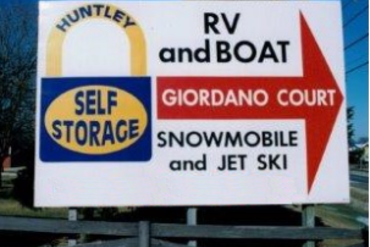 HUNTLEY
SELF
STORAGE
RV
and BOAT
GIORDANO COURT
SNOWMOBILE
and JET SKI